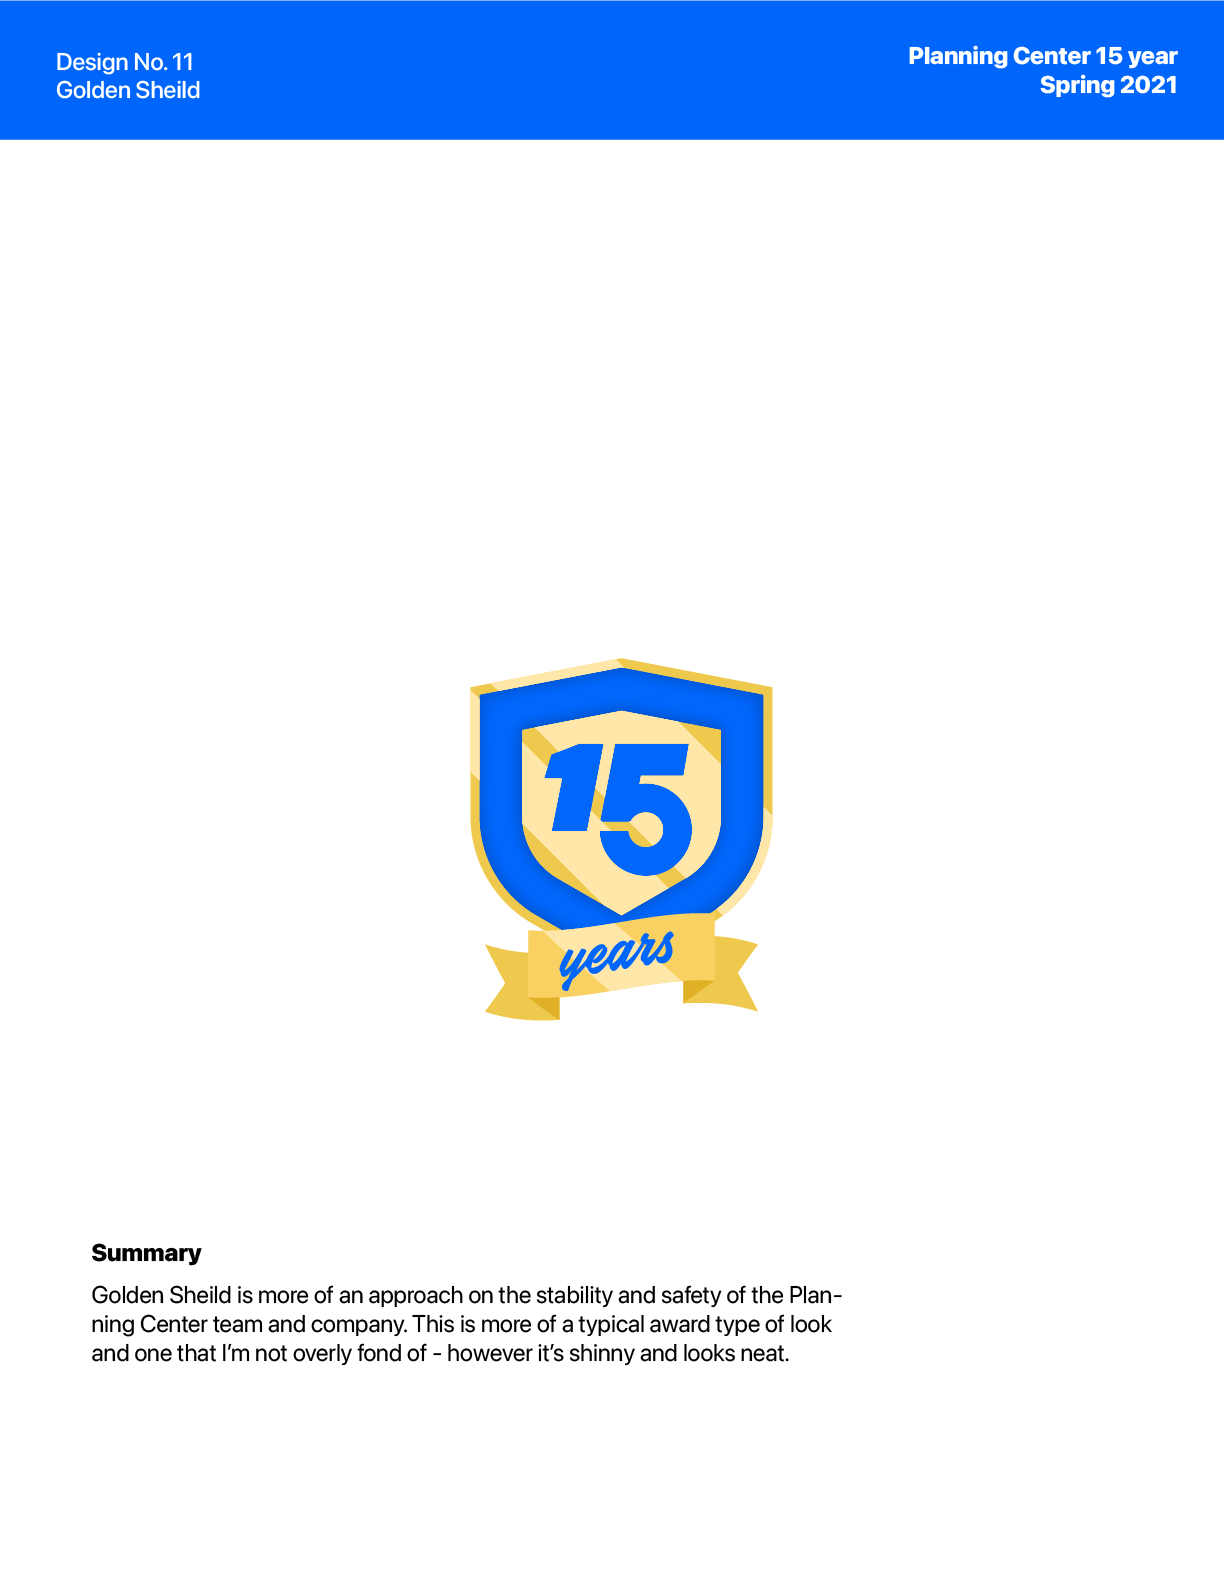 Design No. 11
Golden Sheild
Planning Center 15 year
Spring 2021
15
years
Summary
Golden Sheild is more of an approach on the stability and safety of the Plan-
ning Center team and company. This is more of a typical award type of look
and one that I’m not overly fond of - however it’s shinny and looks neat.